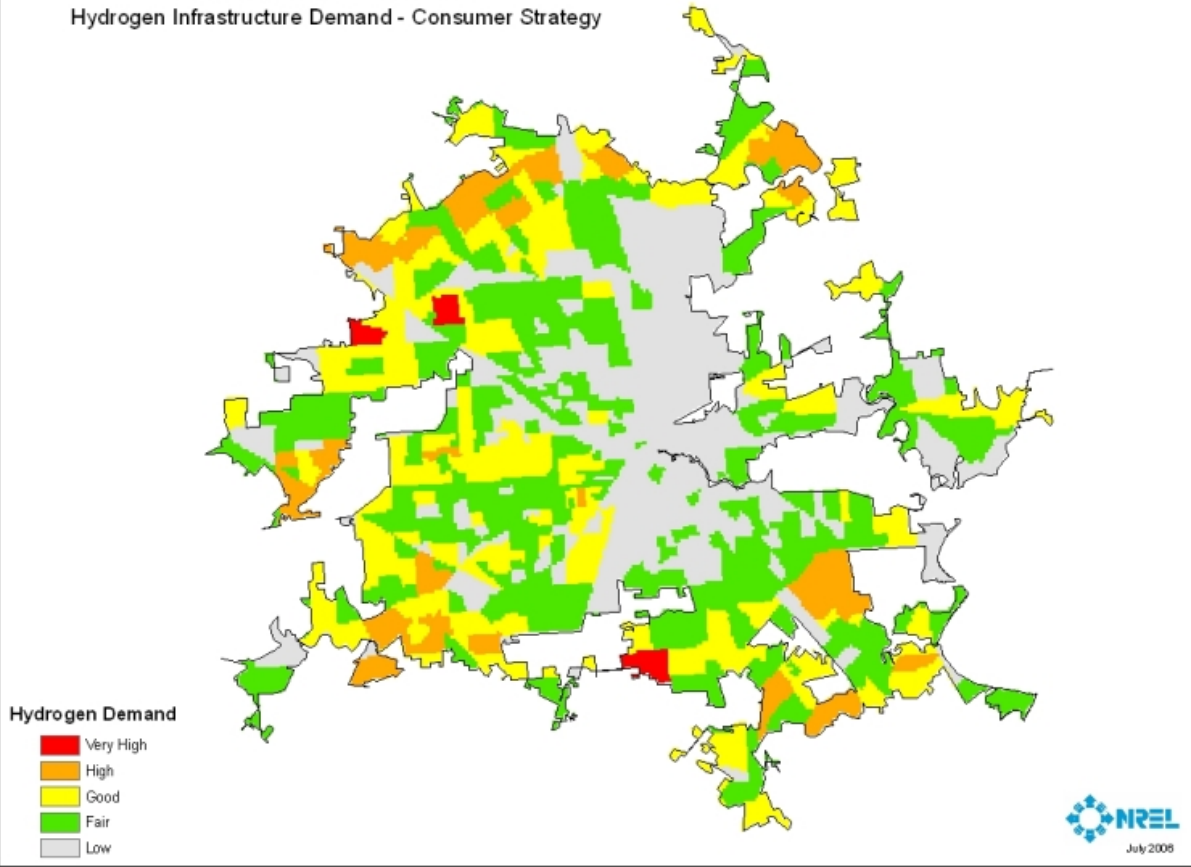 Hydrogen Infrastructure Demand - Consumer Strategy
Hydrogen Demand
Very High
High
Good
Fair
Low
NREL
July 2006